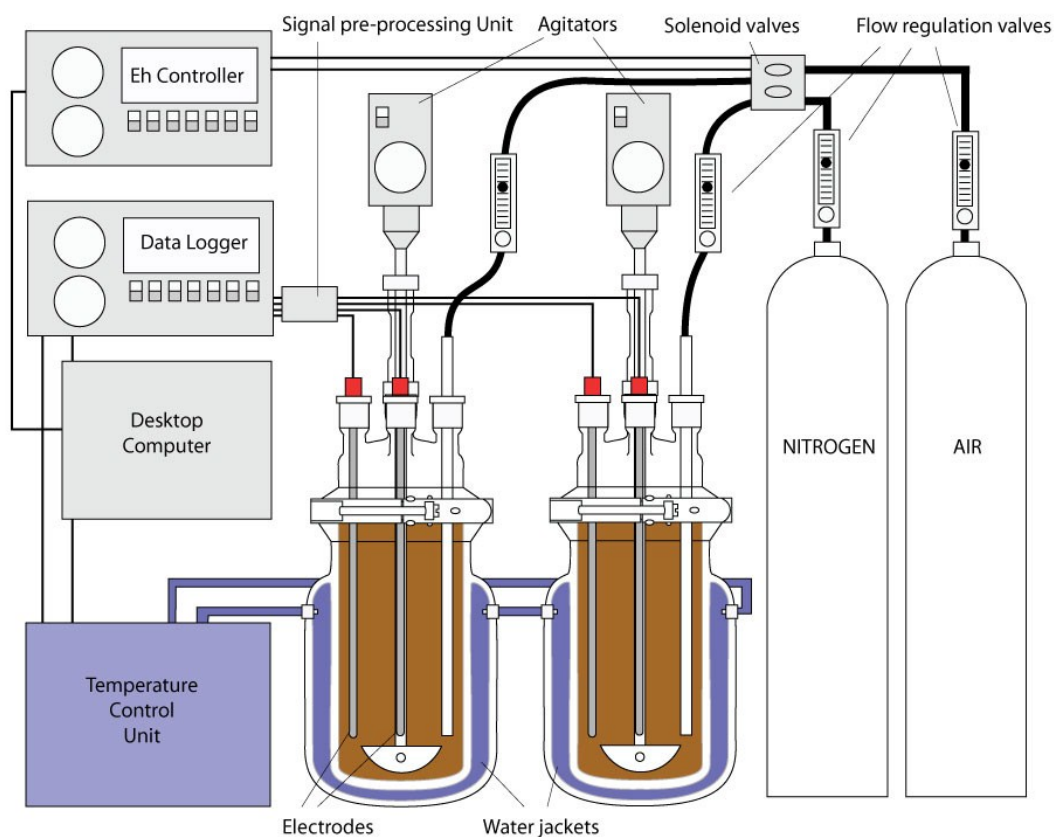 Signal pre-processing Unit
Agitators
Solenoid valves
Flow regulation valves
Eh Controller
Data Logger
Desktop
Computer
NITROGEN
AIR
Temperature
Control
Unit
Electrodes
Water jackets